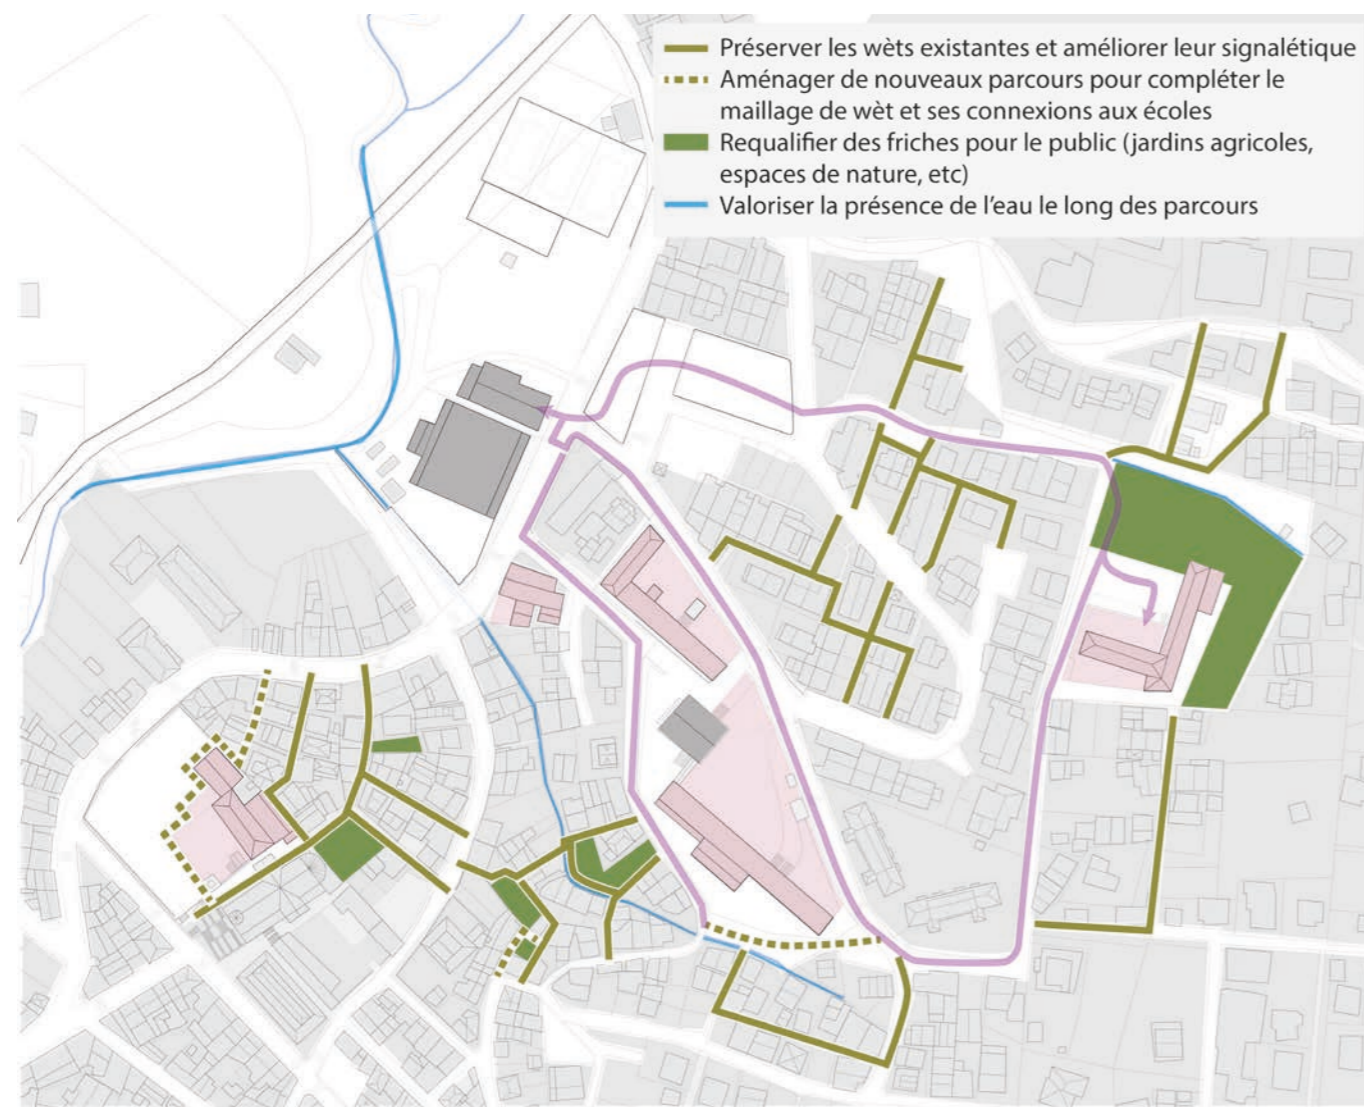 Préserver les wèts existantes et améliorer leur signalétique
Aménager de nouveaux parcours pour compléter le
maillage de wèt et ses connexions aux écoles
Requalifier des friches pour le public (jardins agricoles,
espaces de nature, etc)
Valoriser la présence de l'eau le long des parcours